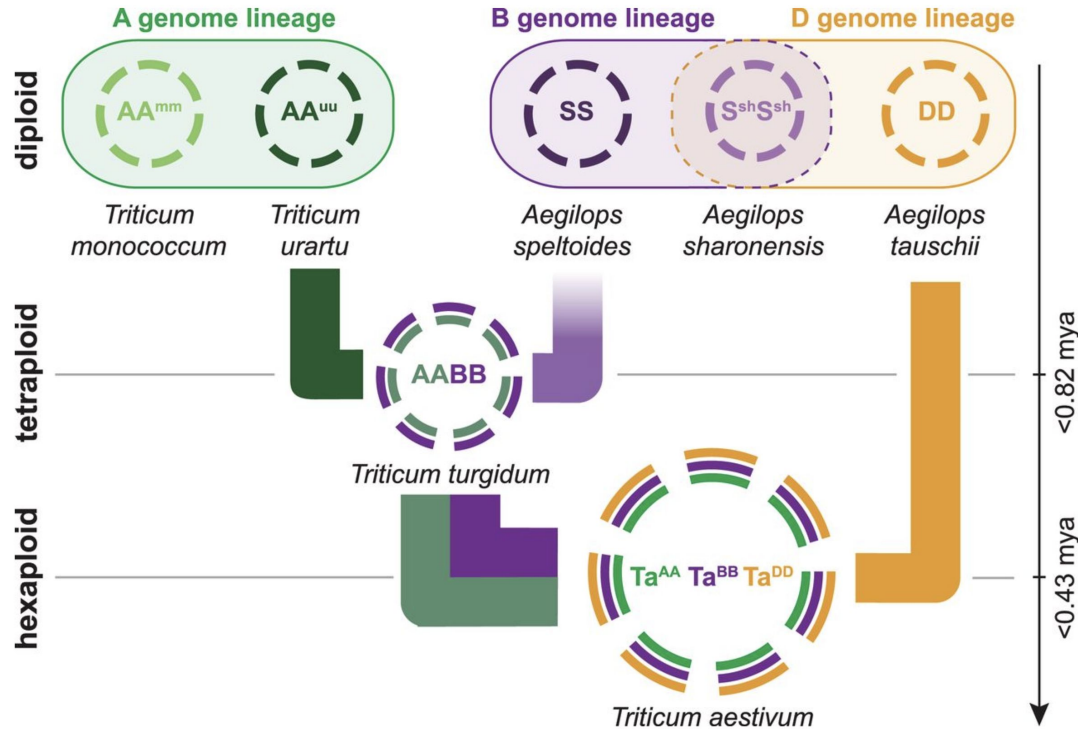 A genome lineage
B genome lineage
D genome lineage
diploid
AAᵐᵐ
AAᵘᵘ
SS
SˢʰSˢʰ
DD
Triticum
monococcum
Triticum
urartu
Aegilops
speltoides
Aegilops
sharonensis
Aegilops
tauschii
tetraploid
AABB
<0.82 mya
Triticum turgidum
hexaploid
Taᴬᴬ Taᴮᴮ Taᴰᴰ
<0.43 mya
Triticum aestivum